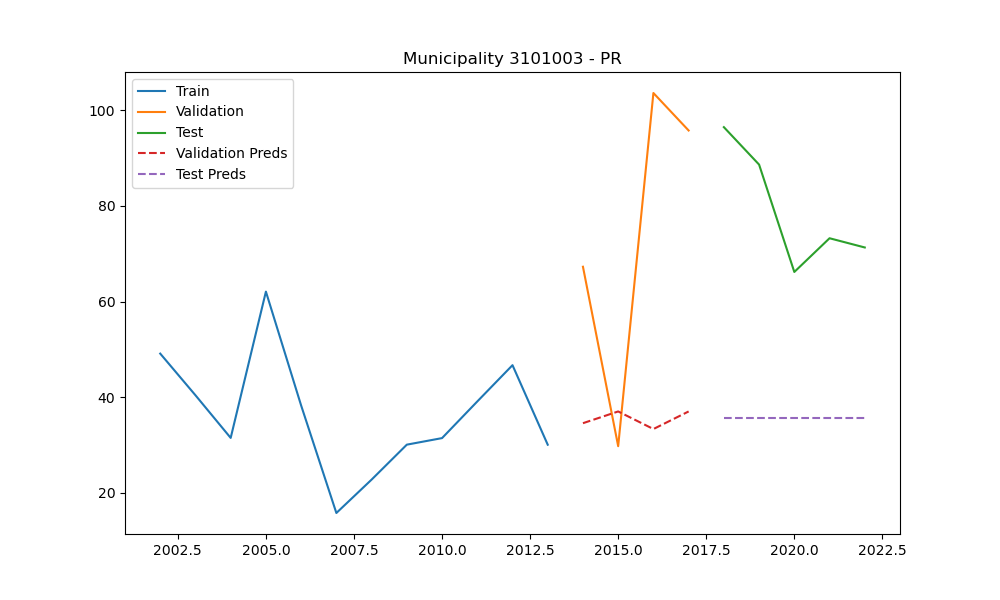 Municipality 3101003 - PR
Train
Validation
Test
Validation Preds
Test Preds
100
80
60
40
20
2002.5 2005.0 2007.5 2010.0 2012.5 2015.0 2017.5 2020.0 2022.5